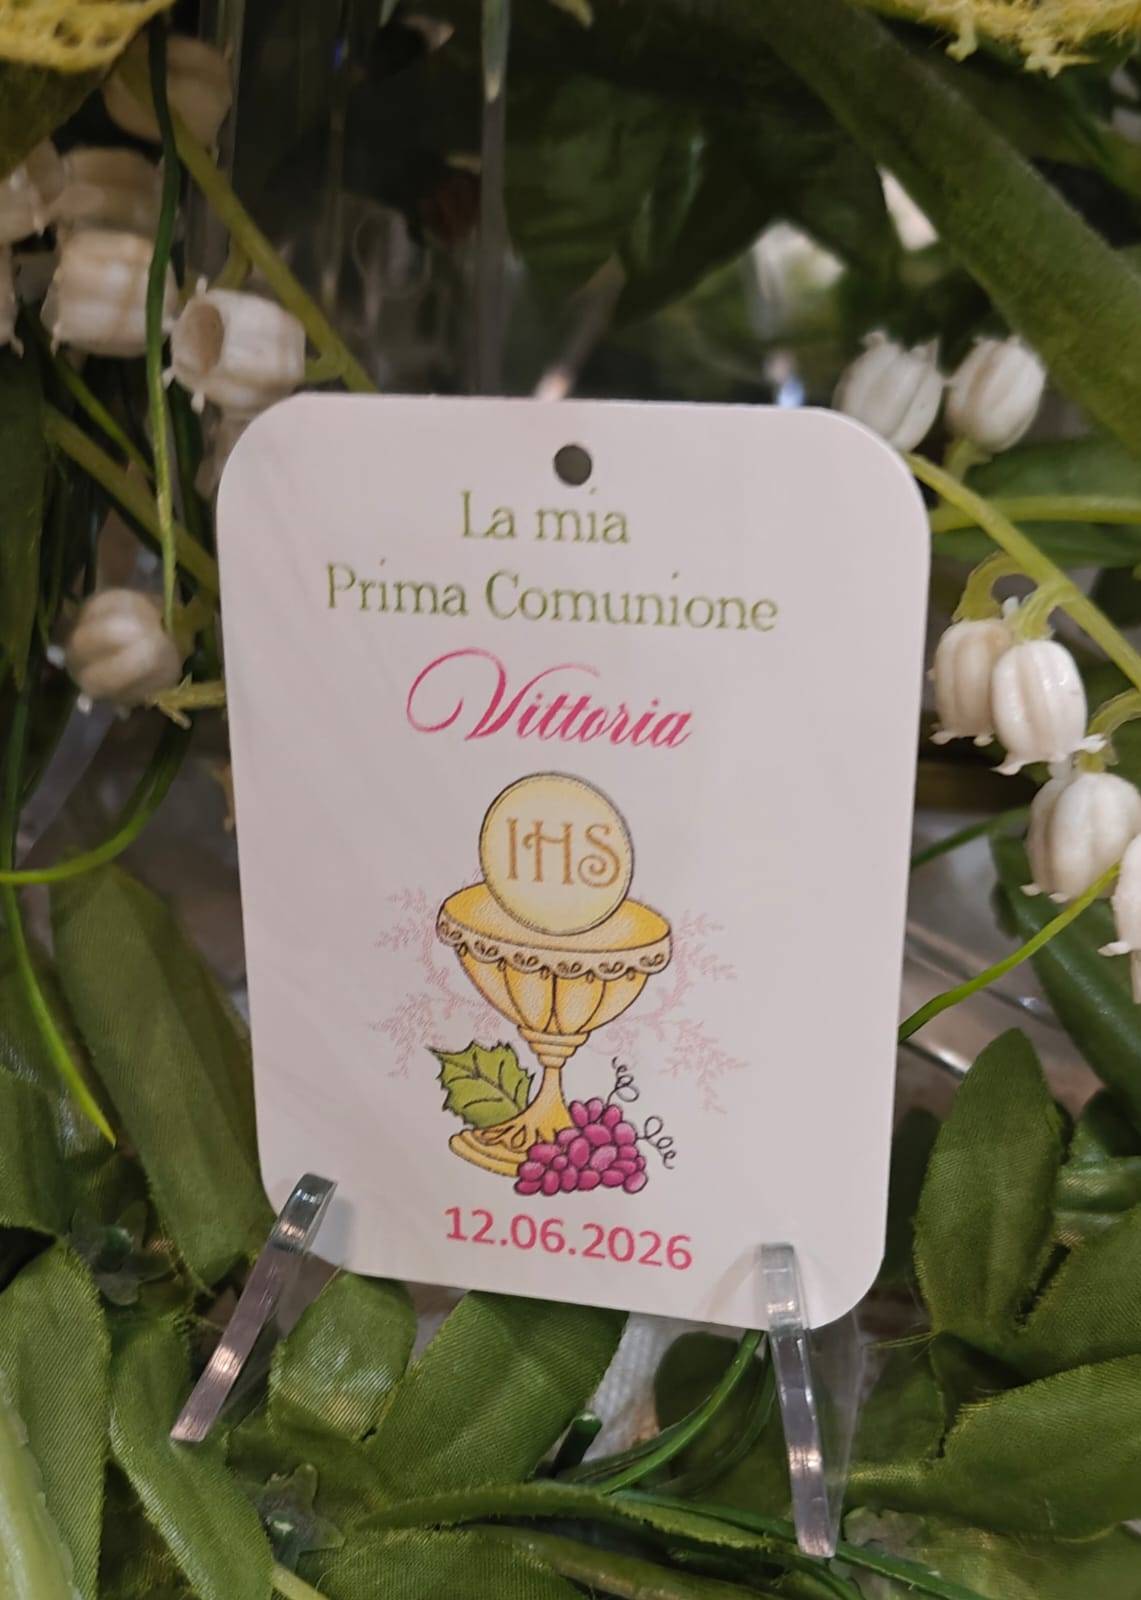 La mia
Prima Comunione
Vittoria
IHS
12.06.2026